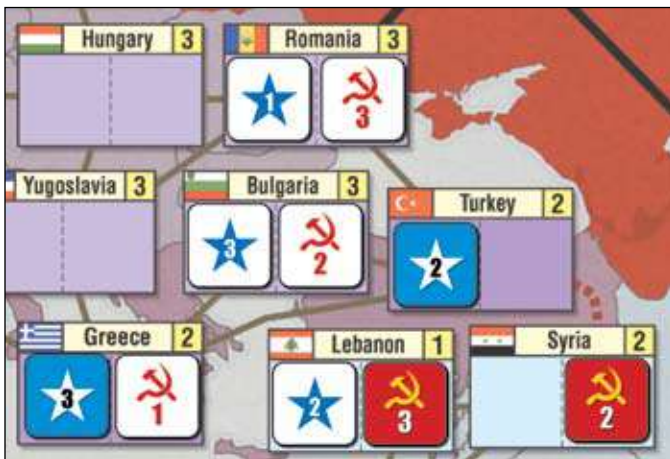 Hungary 3
Romania 3
1 3
Yugoslavia 3
Bulgaria 3
3 2
Turkey 2
2
Greece 2
3 1
Lebanon 1
2 3
Syria 2
2